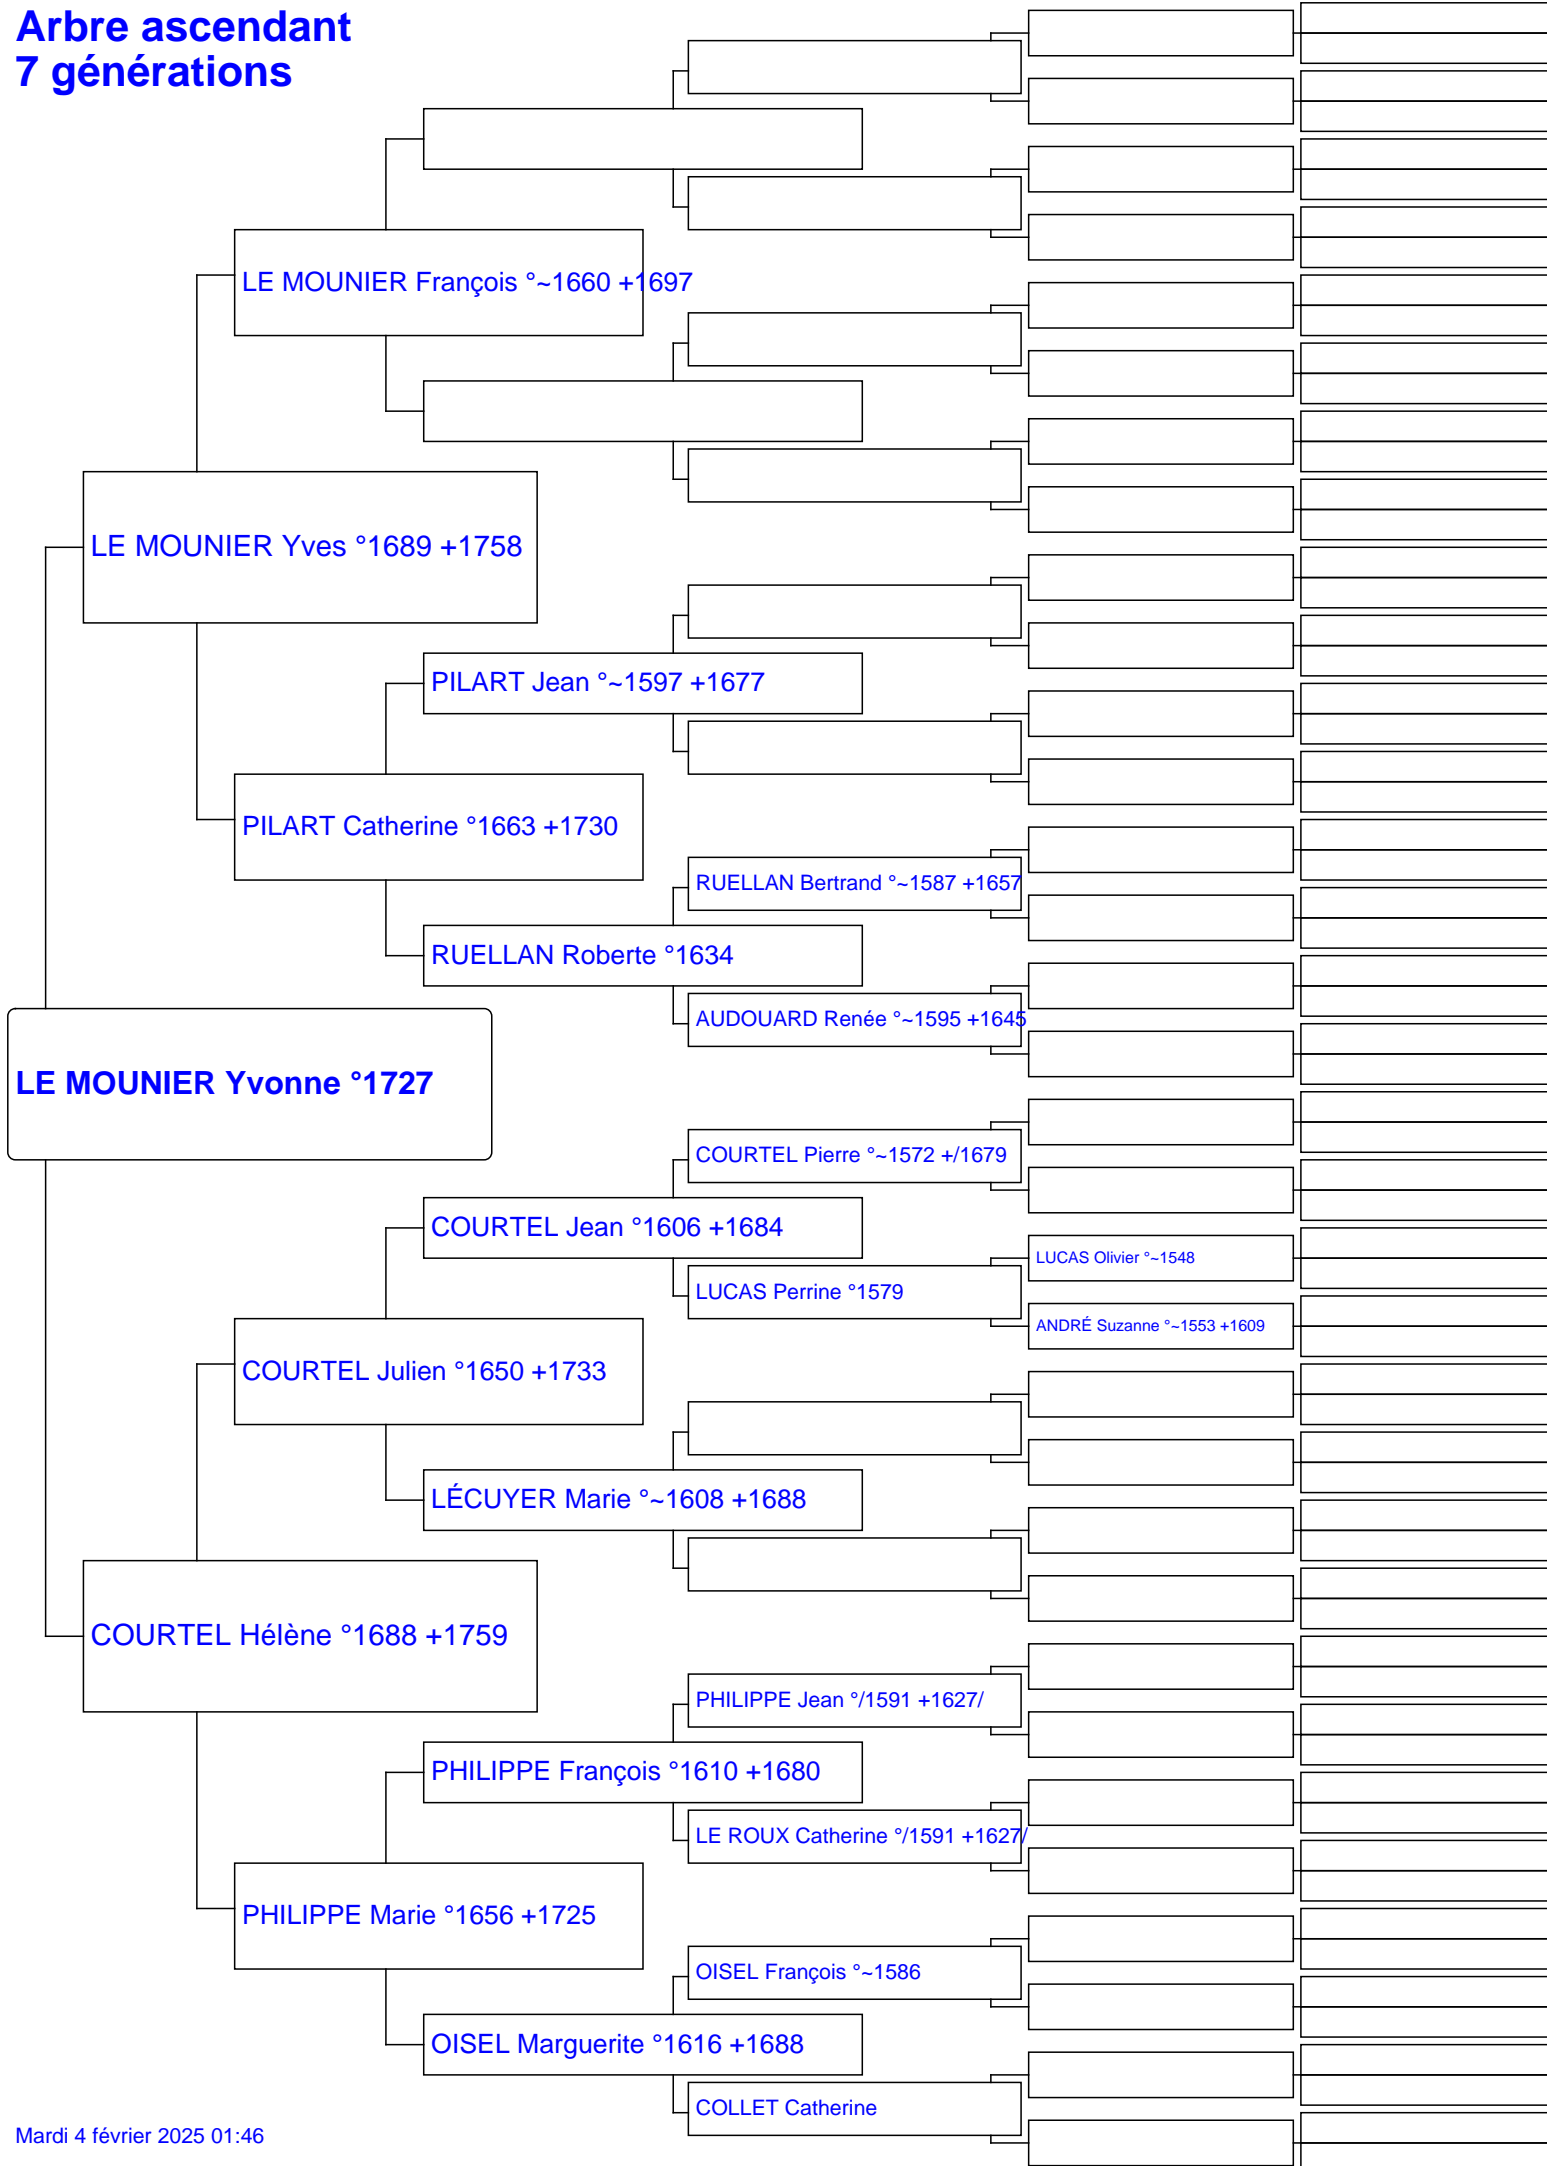 Arbre ascendant
7 générations
LE MOUNIER François °~1660 +1697
LE MOUNIER Yves °1689 +1758
PILART Jean °~1597 +1677
PILART Catherine °1663 +1730
RUELLAN Bertrand °~1587 +1657
RUELLAN Roberte °1634
AUDOUARD Renée °~1595 +1645
LE MOUNIER Yvonne °1727
COURTEL Pierre °~1572 +/1679
COURTEL Jean °1606 +1684
LUCAS Olivier °~1548
LUCAS Perrine °1579
ANDRÉ Suzanne °~1553 +1609
COURTEL Julien °1650 +1733
LÉCUYER Marie °~1608 +1688
COURTEL Hélène °1688 +1759
PHILIPPE Jean °/1591 +1627/
PHILIPPE François °1610 +1680
LE ROUX Catherine °/1591 +1627/
PHILIPPE Marie °1656 +1725
OISEL François °~1586
OISEL Marguerite °1616 +1688
COLLET Catherine
Mardi 4 février 2025 01:46